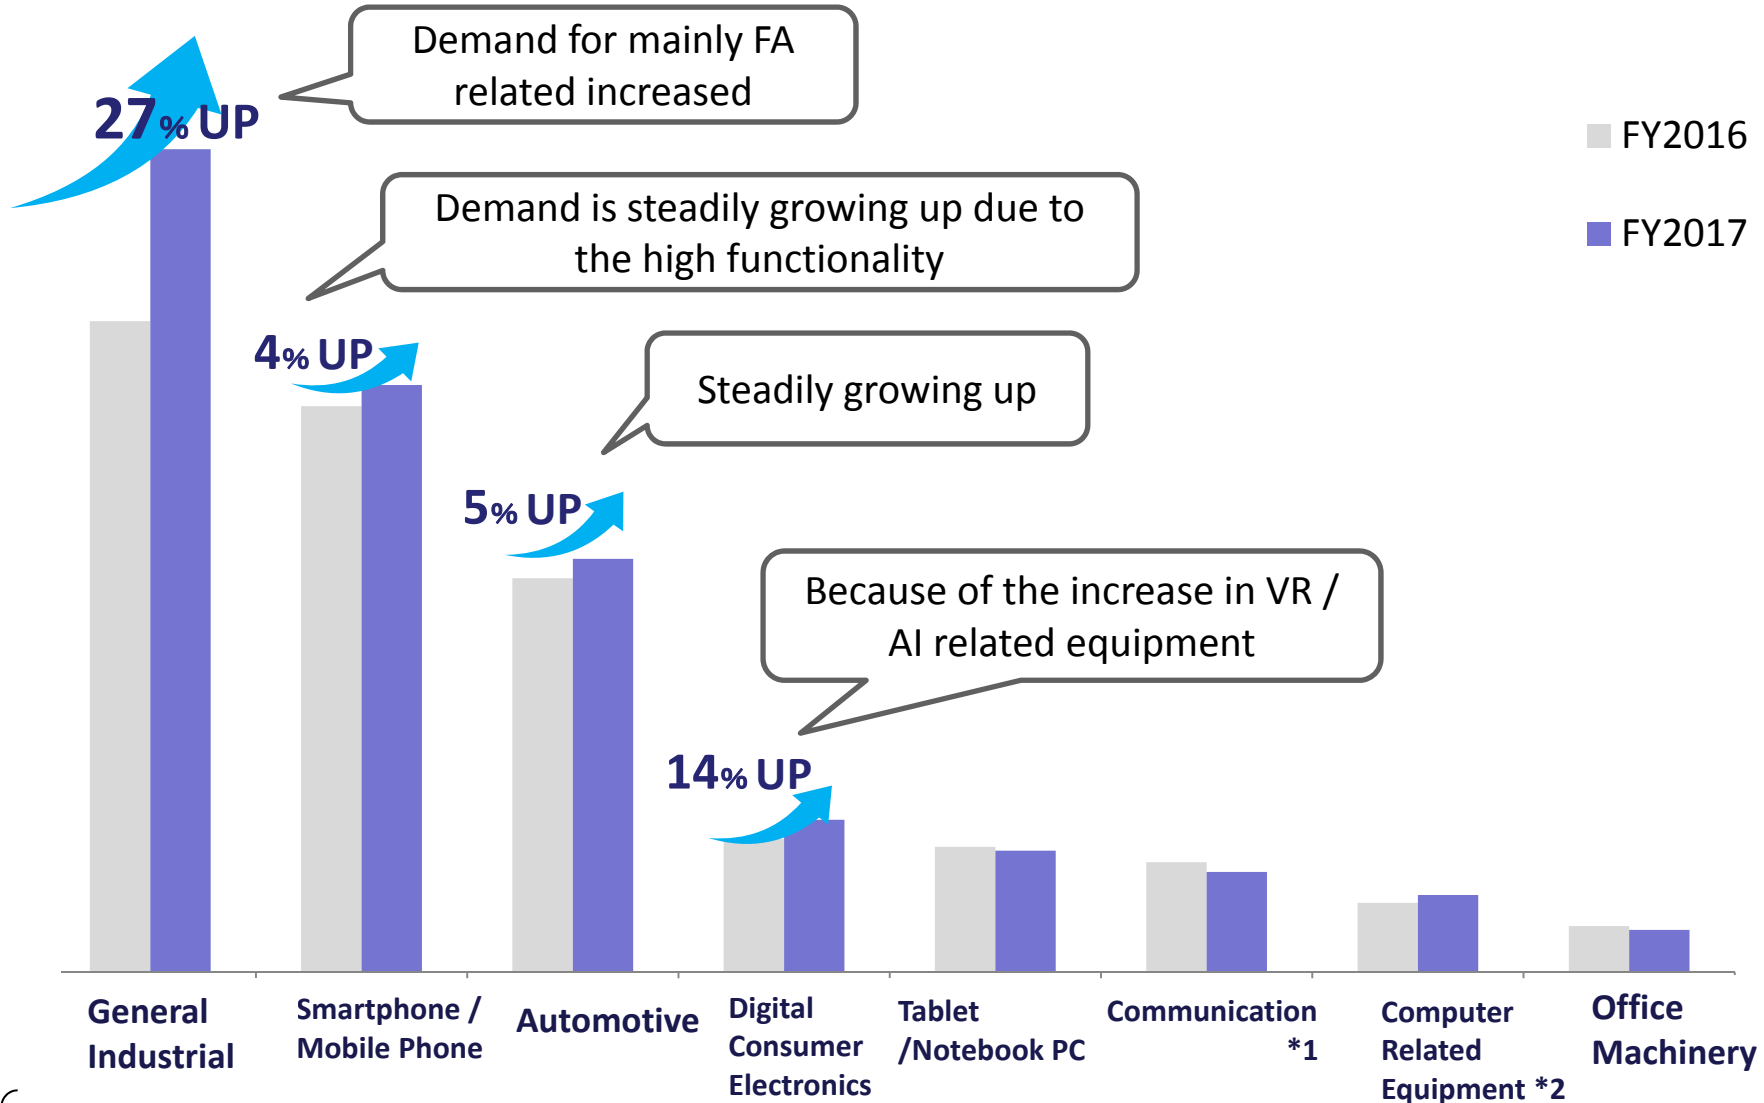 Demand for mainly FA
related increased
27% UP
FY2016
FY2017
Demand is steadily growing up due to
the high functionality
4% UP
Steadily growing up
5% UP
Because of the increase in VR /
AI related equipment
14% UP
General
Industrial
Smartphone /
Mobile Phone
Automotive
Digital
Consumer
Electronics
Tablet
/Notebook PC
Communication
*1
Computer
Related
Equipment *2
Office
Machinery